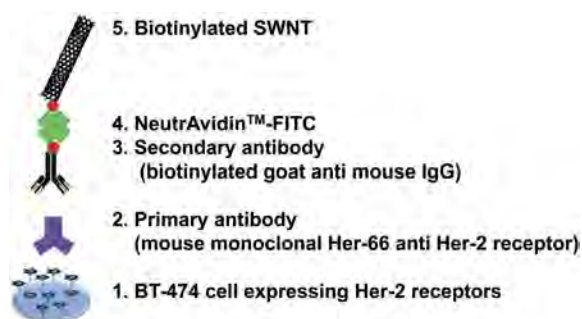 5. Biotinylated SWNT
4. NeutrAvidin™-FITC
3. Secondary antibody
(biotinylated goat anti mouse IgG)
2. Primary antibody
(mouse monoclonal Her-66 anti Her-2 receptor)
1. BT-474 cell expressing Her-2 receptors